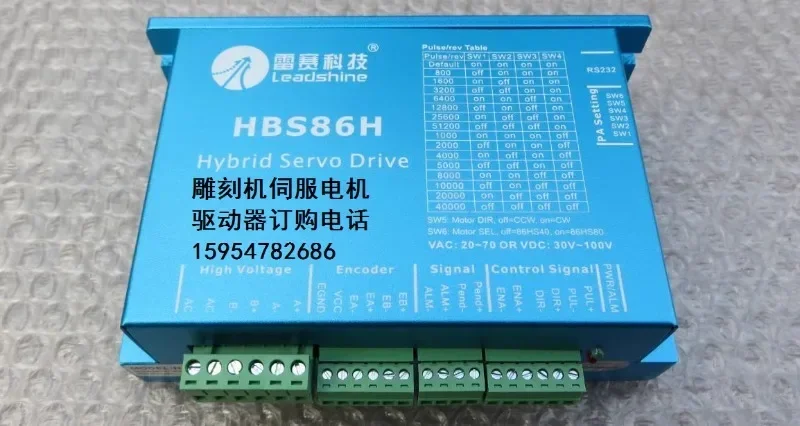 雷赛科技®
Leadshine
HBS86H
Hybrid Servo Drive
雕刻机伺服电机
驱动器订购电话
15954782686
Pulse/rev Table
Pulse/rev SW1 SW2 SW3 SW4
Default on on on on
800 off on on on
1600 on off on on
3200 off off on on
6400 on on off on
12800 off on off on
25600 on off off on
51200 off off off on
1000 on on on off
2000 off on on off
4000 on off on off
5000 off off on off
8000 on on off off
10000 off on off off
20000 on off off off
40000 off off off off
SW5: Motor DIR, off=CCW, on=CW
SW6: Motor SEL, off=86HS40, on=86HS80.
VAC: 20~70 OR VDC: 30V~100V
RS232
PA Setting
SW6
SW5
SW4
SW3
SW2
SW1
High Voltage
AC
AC
B-
B+
A-
A+
Encoder
EGND
VCC
EA-
EA+
EB-
EB+
Signal
ALM-
ALM+
Pend-
Pend+
Control Signal
ENA-
ENA+
DIR-
DIR+
PUL-
PUL+
PWR/ALM